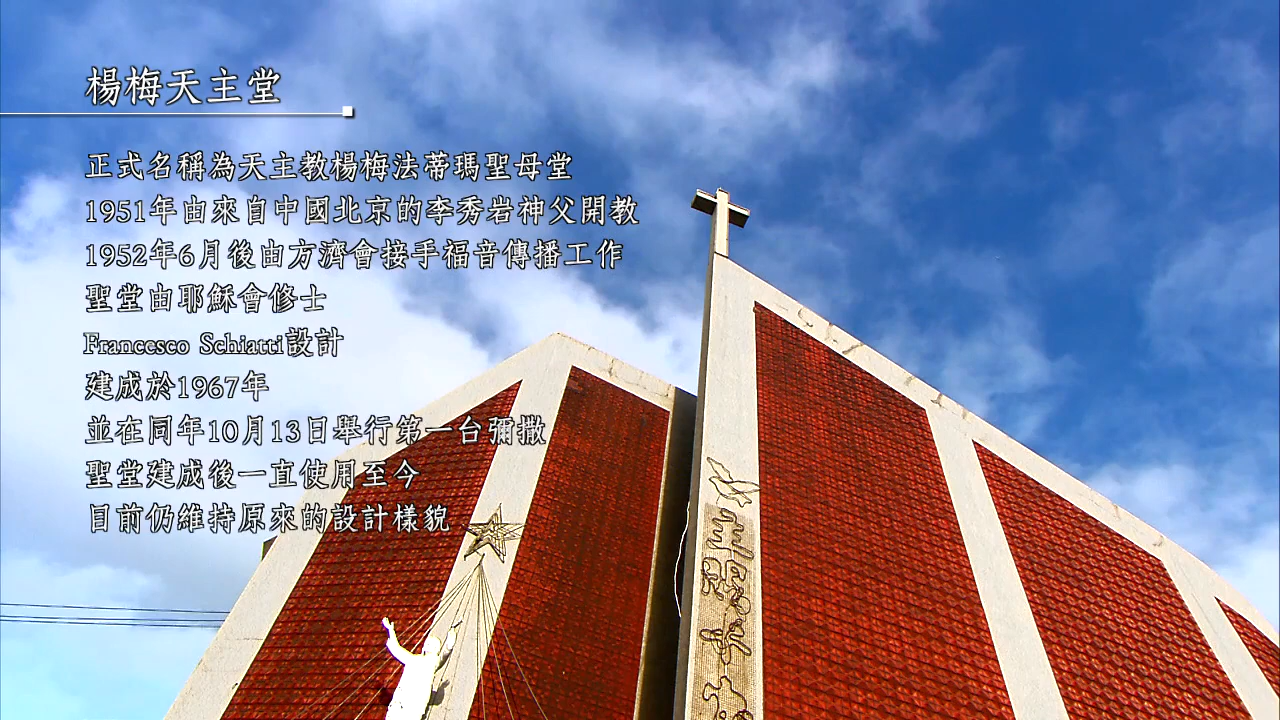 楊梅天主堂
正式名稱為天主教楊梅法蒂瑪聖母堂
1951年由來自中國北京的李秀岩神父開教
1952年6月後由方濟會接手福音傳播工作
聖堂由耶穌會修士
Francesco Schiatti設計
建成於1967年
並在同年10月13日舉行第一台彌撒
聖堂建成後一直使用至今
目前仍維持原來的設計樣貌